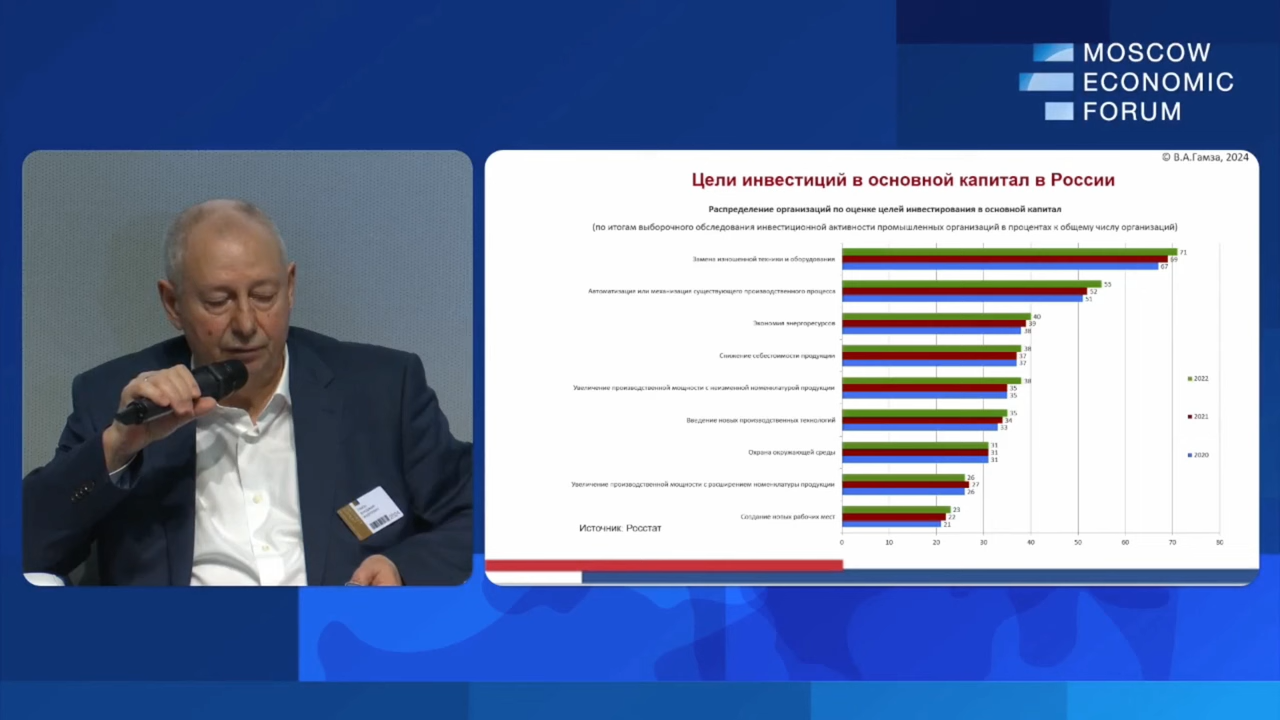 MOSCOW
ECONOMIC
FORUM
© В.А.Гамза, 2024
Цели инвестиций в основной капитал в России
Распределение организаций по оценке целей инвестирования в основной капитал
(по итогам выборочного обследования инвестиционной активности промышленных организаций в процентах к общему числу организаций)
Замена изношенной техники и оборудования
71
69
67
Автоматизация или механизация существующего производственного процесса
55
52
51
Экономия энергоресурсов
40
39
38
Снижение себестоимости продукции
38
37
37
Увеличение производственной мощности с неизменной номенклатурой продукции
38
35
35
Введение новых производственных технологий
35
34
33
Охрана окружающей среды
31
31
31
Увеличение производственной мощности с расширением номенклатуры продукции
26
27
26
Создание новых рабочих мест
23
22
21
2022
2021
2020
Источник: Росстат
0 10 20 30 40 50 60 70 80